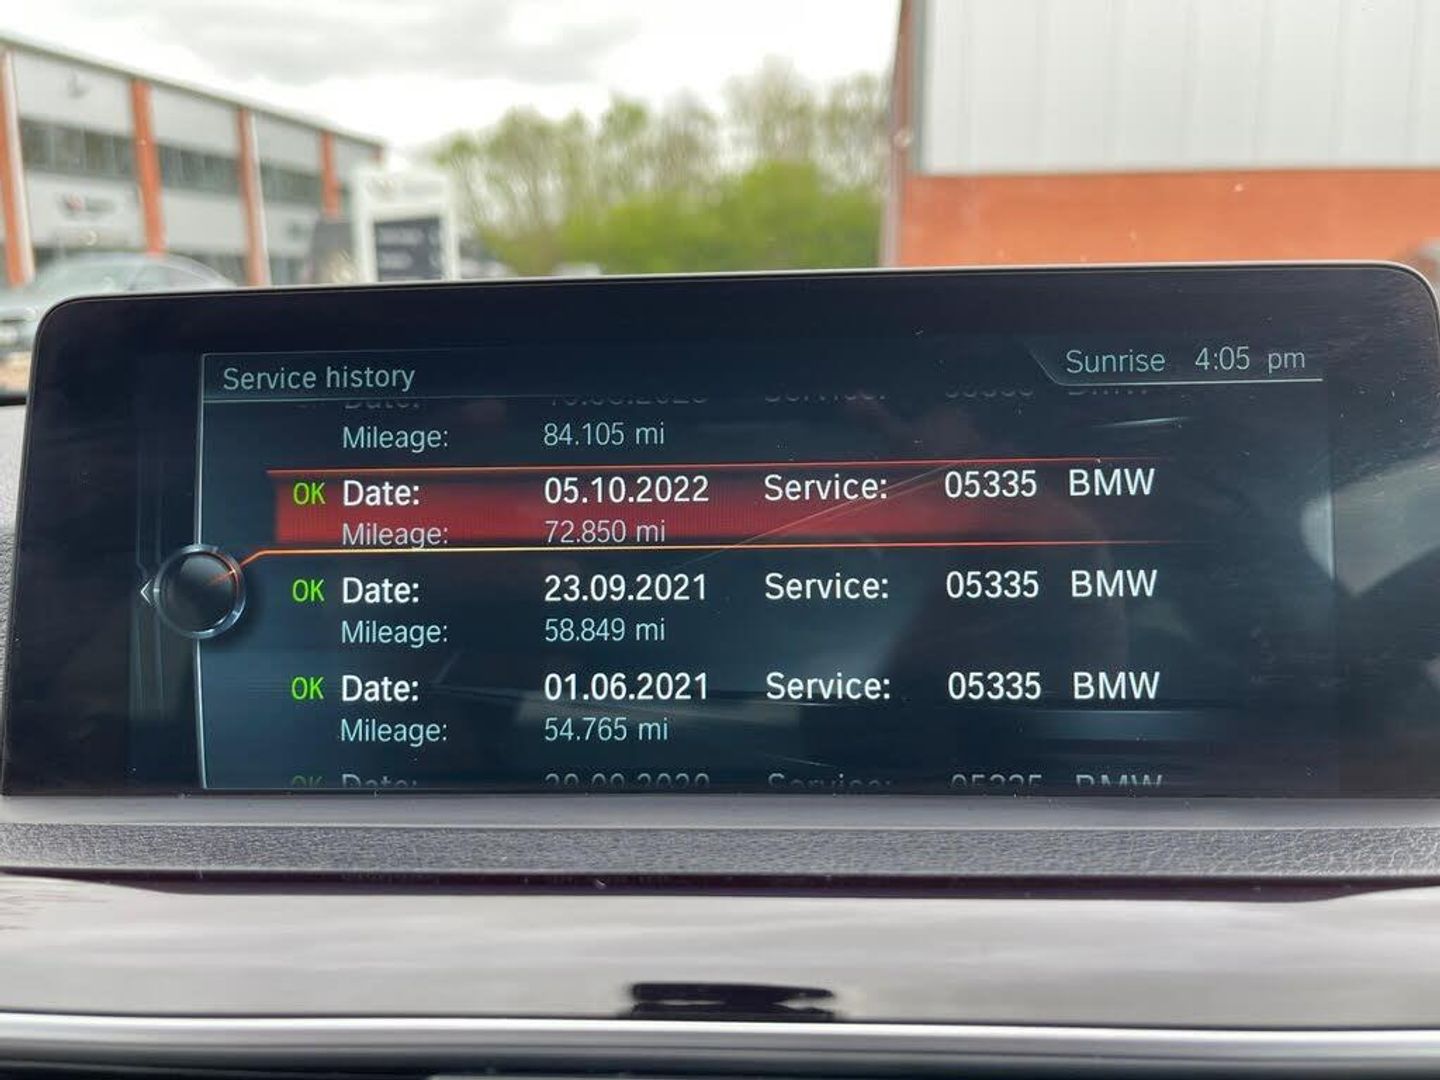 Service history
Sunrise 4:05 pm
Mileage: 84.105 mi
OK Date: 05.10.2022 Service: 05335 BMW
Mileage: 72.850 mi
OK Date: 23.09.2021 Service: 05335 BMW
Mileage: 58.849 mi
OK Date: 01.06.2021 Service: 05335 BMW
Mileage: 54.765 mi